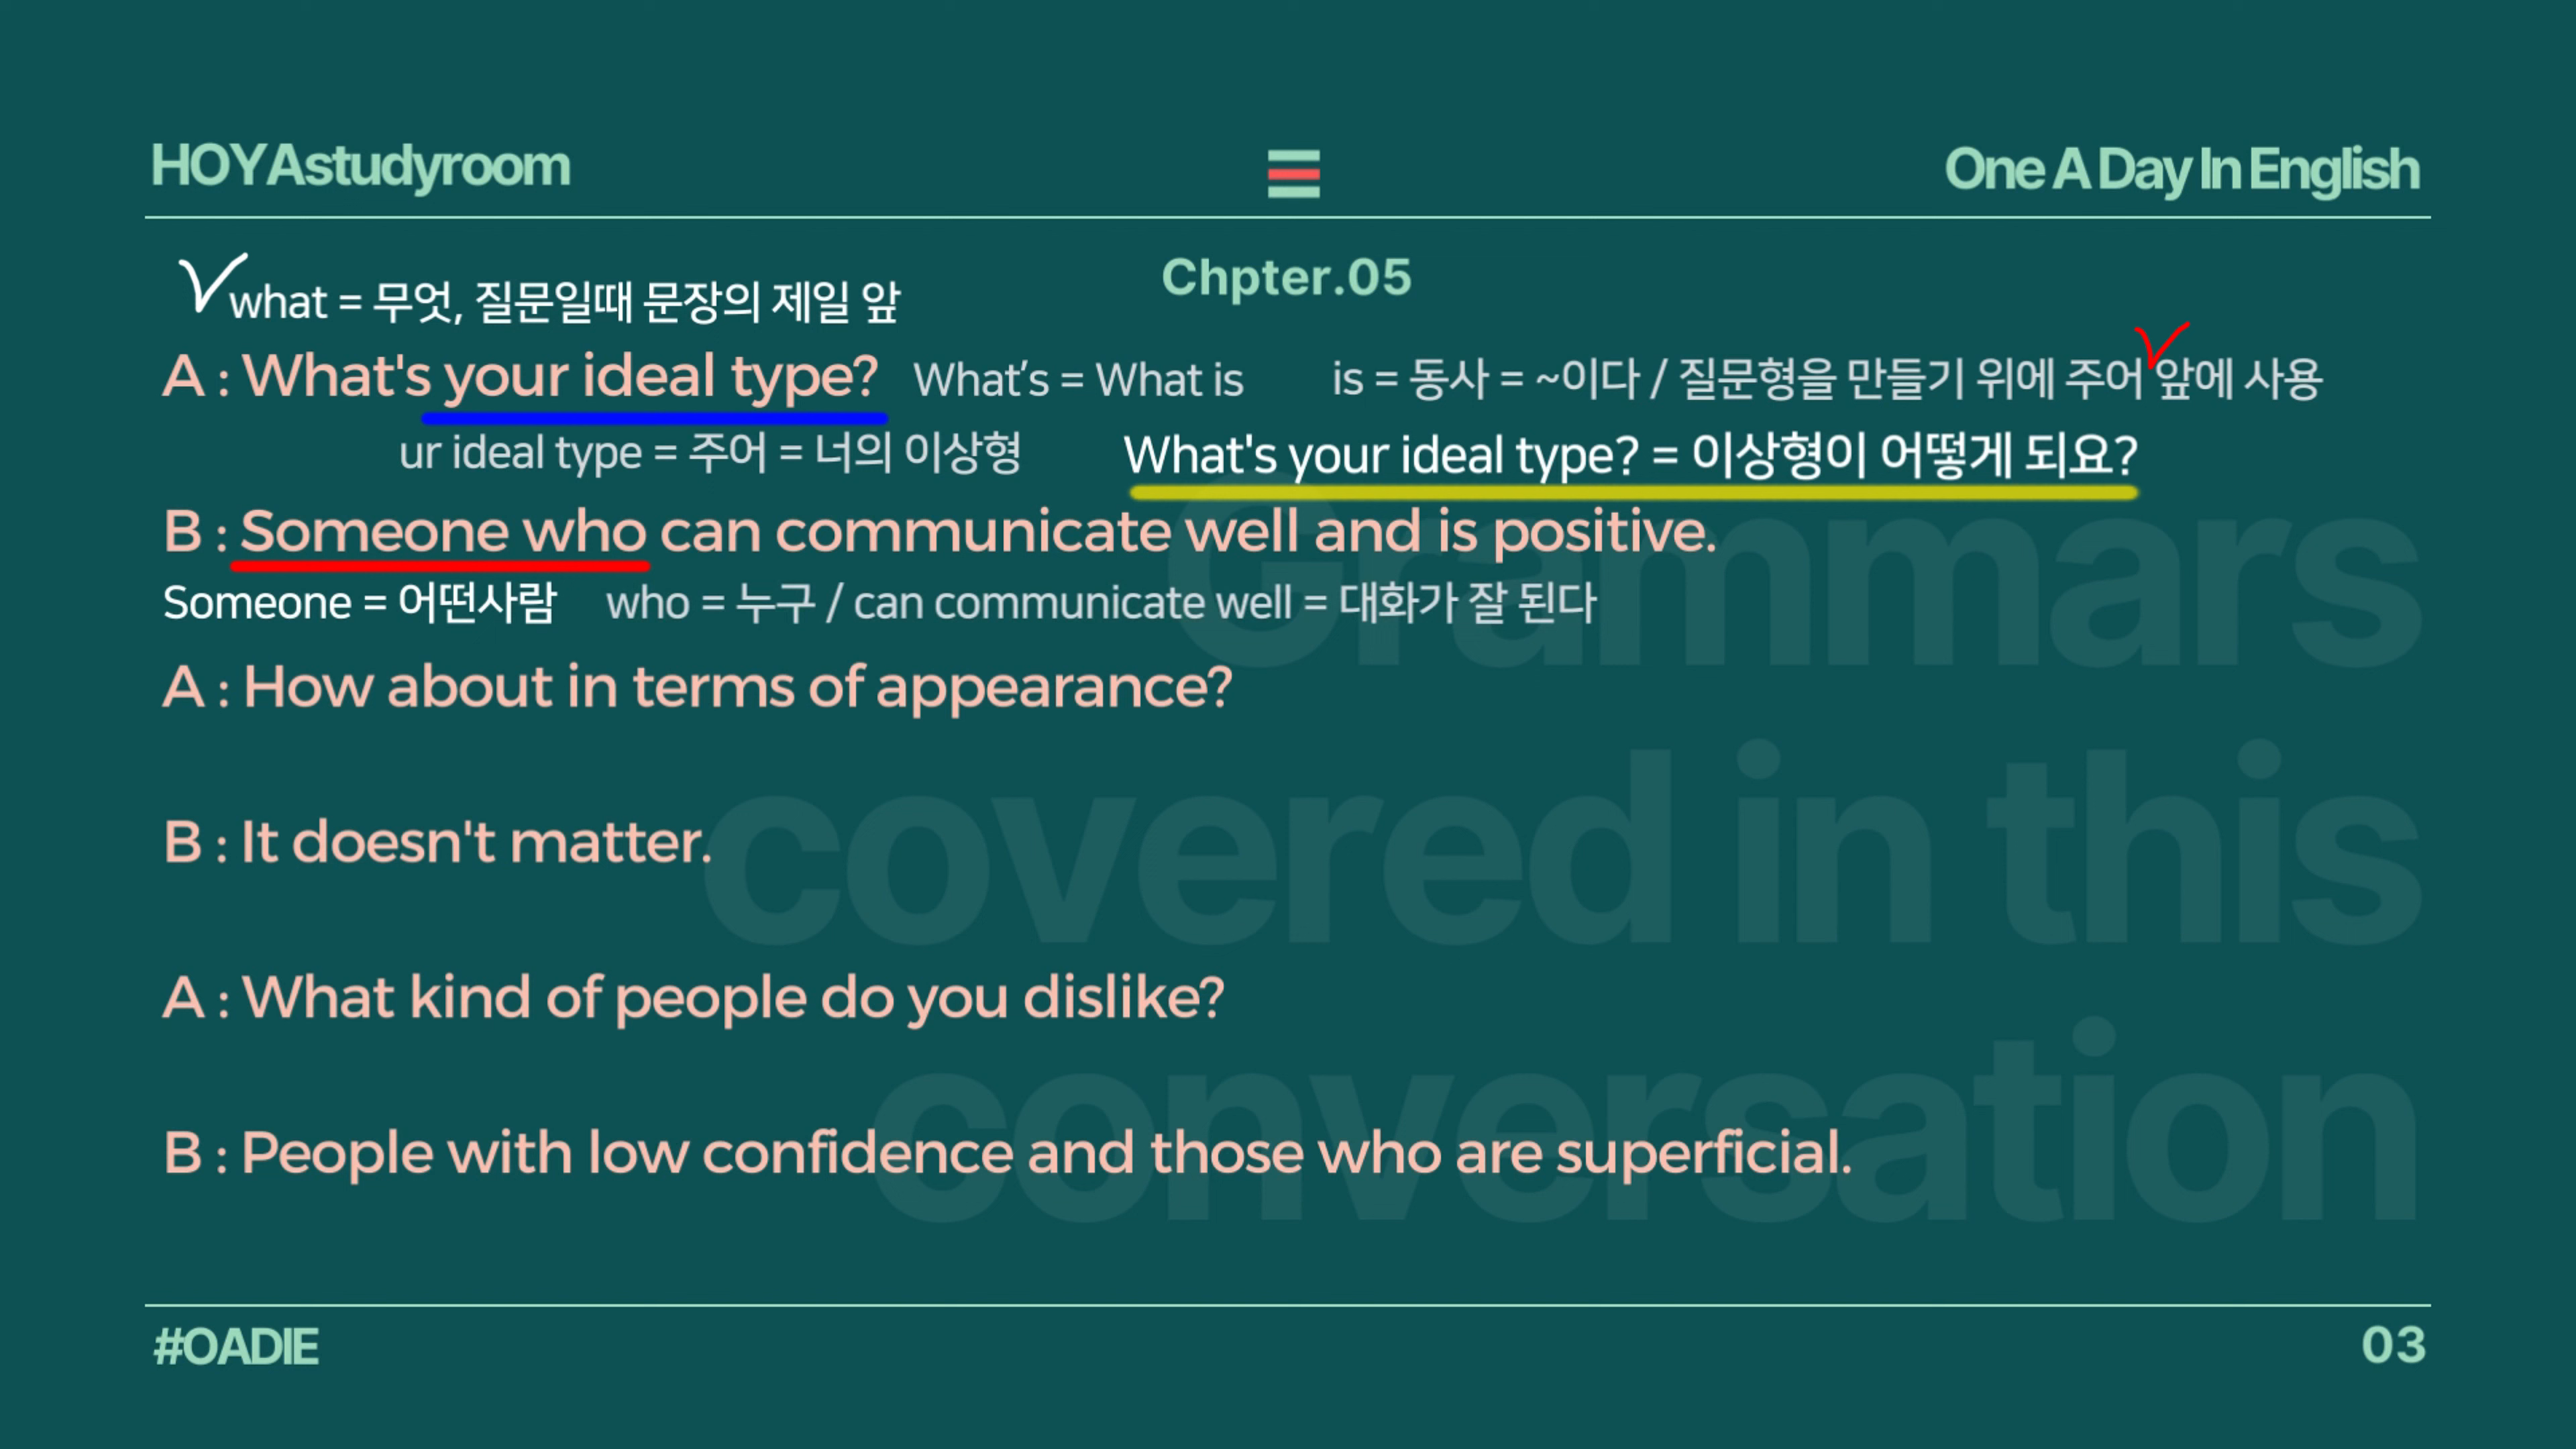 HOYAstudyroom
One A Day In English
Chpter.05
what = 무엇, 질문일때 문장의 제일 앞
A : What's your ideal type? What's = What is is = 동사 = ~이다 / 질문형을 만들기 위에 주어 앞에 사용
ur ideal type = 주어 = 너의 이상형 What's your ideal type? = 이상형이 어떻게 되요?
B : Someone who can communicate well and is positive.
Someone = 어떤사람 who = 누구 / can communicate well = 대화가 잘 된다
A : How about in terms of appearance?
B : It doesn't matter.
A : What kind of people do you dislike?
B : People with low confidence and those who are superficial.
Grammars
covered in this
conversation
#OADIE
03